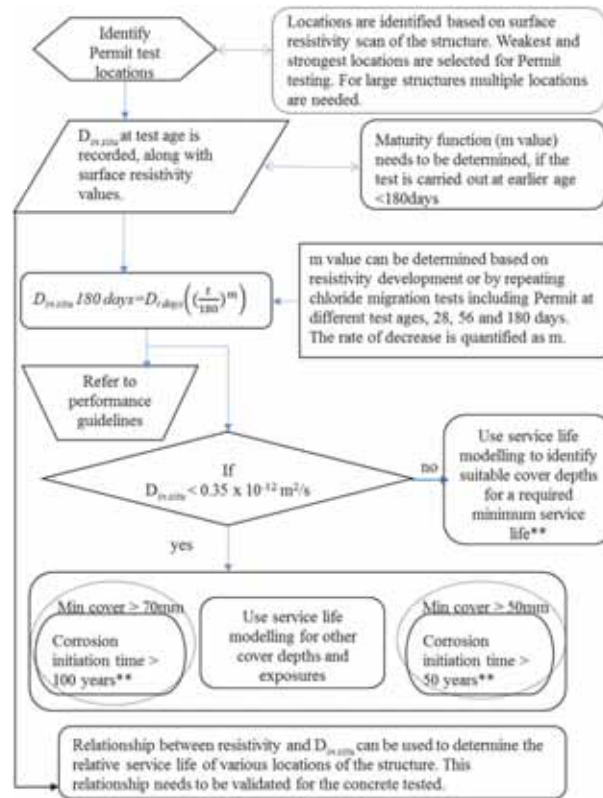 Identify
Permit test
locations
Locations are identified based on surface
resistivity scan of the structure. Weakest and
strongest locations are selected for Permit
testing. For large structures multiple locations
are needed.
D in situ at test age is
recorded, along with
surface resistivity
values.
Maturity function (m value)
needs to be determined, if the
test is carried out at earlier age
<180days
D in situ 180 days=D t days((t/180)^m)
m value can be determined based on
resistivity development or by repeating
chloride migration tests including Permit at
different test ages, 28, 56 and 180 days.
The rate of decrease is quantified as m.
Refer to
performance
guidelines
If
D in situ < 0.35 x 10-12 m2/s
no
Use service life
modelling to identify
suitable cover depths
for a required
minimum service
life**
yes
Min cover > 70mm
Corrosion
initiation time >
100 years**
Use service life
modelling for other
cover depths and
exposures
Min cover > 50mm
Corrosion
initiation time >
50 years**
Relationship between resistivity and D in situ can be used to determine the
relative service life of various locations of the structure. This
relationship needs to be validated for the concrete tested.